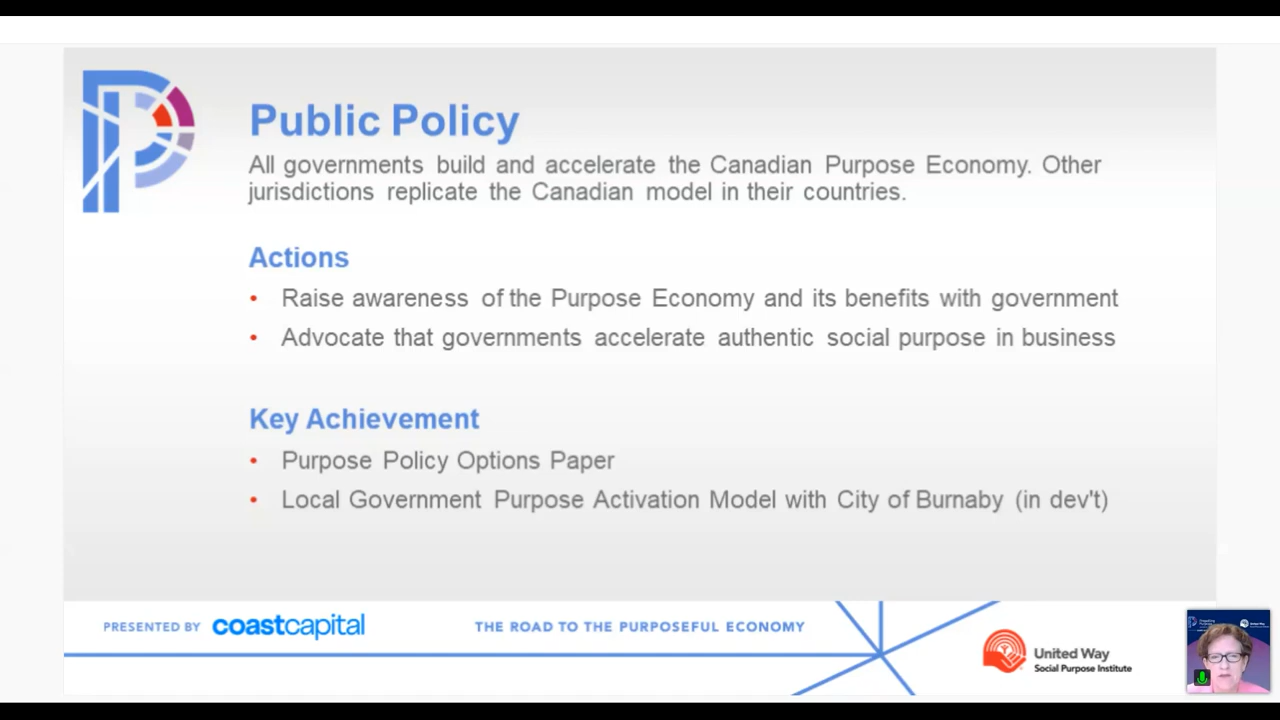 Public Policy
All governments build and accelerate the Canadian Purpose Economy. Other
jurisdictions replicate the Canadian model in their countries.
Actions
• Raise awareness of the Purpose Economy and its benefits with government
• Advocate that governments accelerate authentic social purpose in business
Key Achievement
• Purpose Policy Options Paper
• Local Government Purpose Activation Model with City of Burnaby (in dev't)
PRESENTED BY coastcapital
THE ROAD TO THE PURPOSEFUL ECONOMY
United Way
Social Purpose Institute